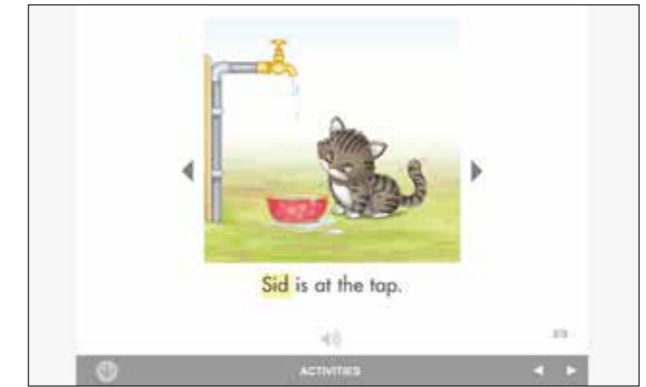 Sid is at the tap.
ACTIVITIES